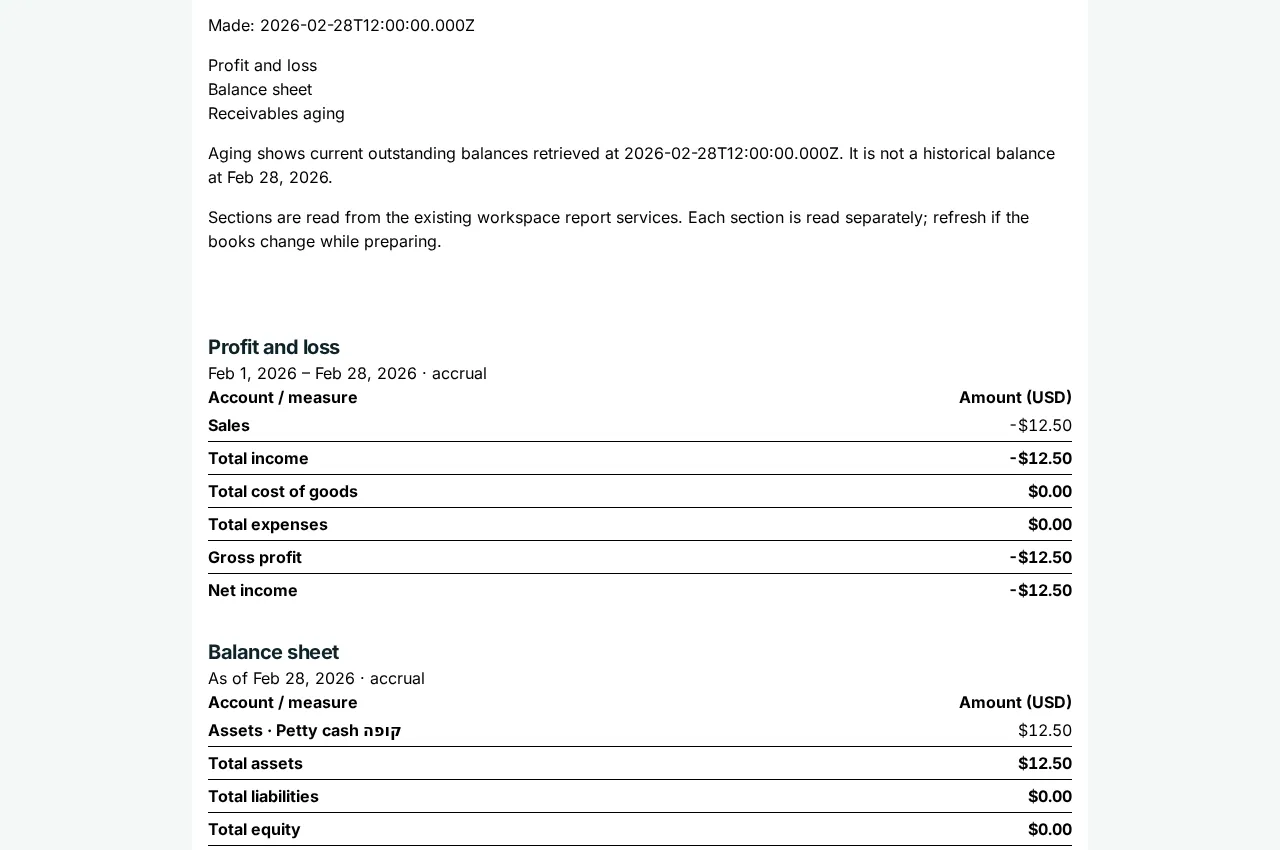 Made: 2026-02-28T12:00:00.000Z
Profit and loss
Balance sheet
Receivables aging
Aging shows current outstanding balances retrieved at 2026-02-28T12:00:00.000Z. It is not a historical balance
at Feb 28, 2026.
Sections are read from the existing workspace report services. Each section is read separately; refresh if the
books change while preparing.
Profit and loss
Feb 1, 2026 – Feb 28, 2026 · accrual
Account / measure Amount (USD)
Sales -$12.50
Total income -$12.50
Total cost of goods $0.00
Total expenses $0.00
Gross profit -$12.50
Net income -$12.50
Balance sheet
As of Feb 28, 2026 · accrual
Account / measure Amount (USD)
Assets · Petty cash קופה $12.50
Total assets $12.50
Total liabilities $0.00
Total equity $0.00